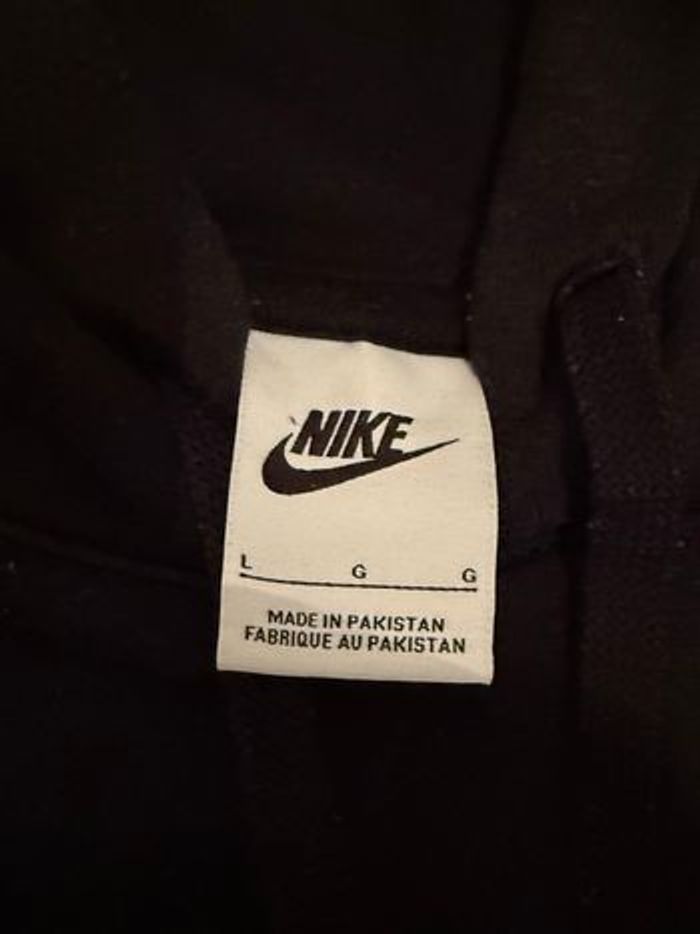 NIKE
L G G
MADE IN PAKISTAN
FABRIQUE AU PAKISTAN